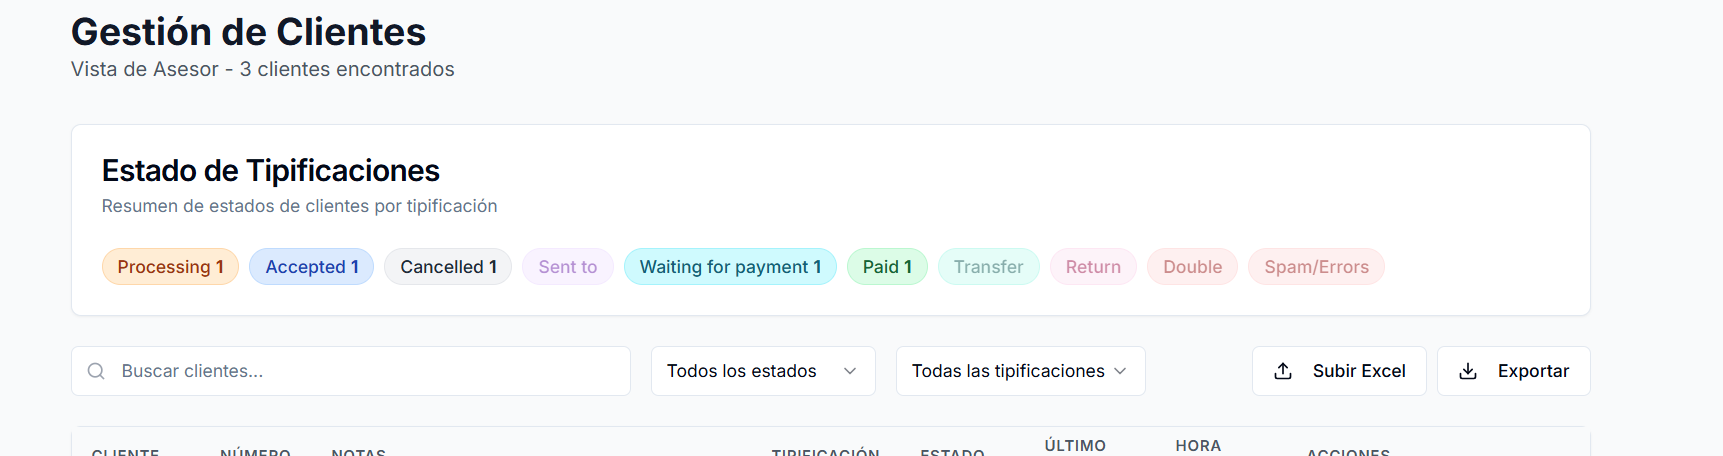 Gestión de Clientes
Vista de Asesor - 3 clientes encontrados
Estado de Tipificaciones
Resumen de estados de clientes por tipificación
Processing 1 Accepted 1 Cancelled 1 Sent to Waiting for payment 1 Paid 1 Transfer Return Double Spam/Errors
Buscar clientes... Todos los estados Todas las tipificaciones Subir Excel Exportar
CLIENTE NÚMERO NOTAS TIPIFICACIÓN ESTADO ÚLTIMO HORA ACCIONES